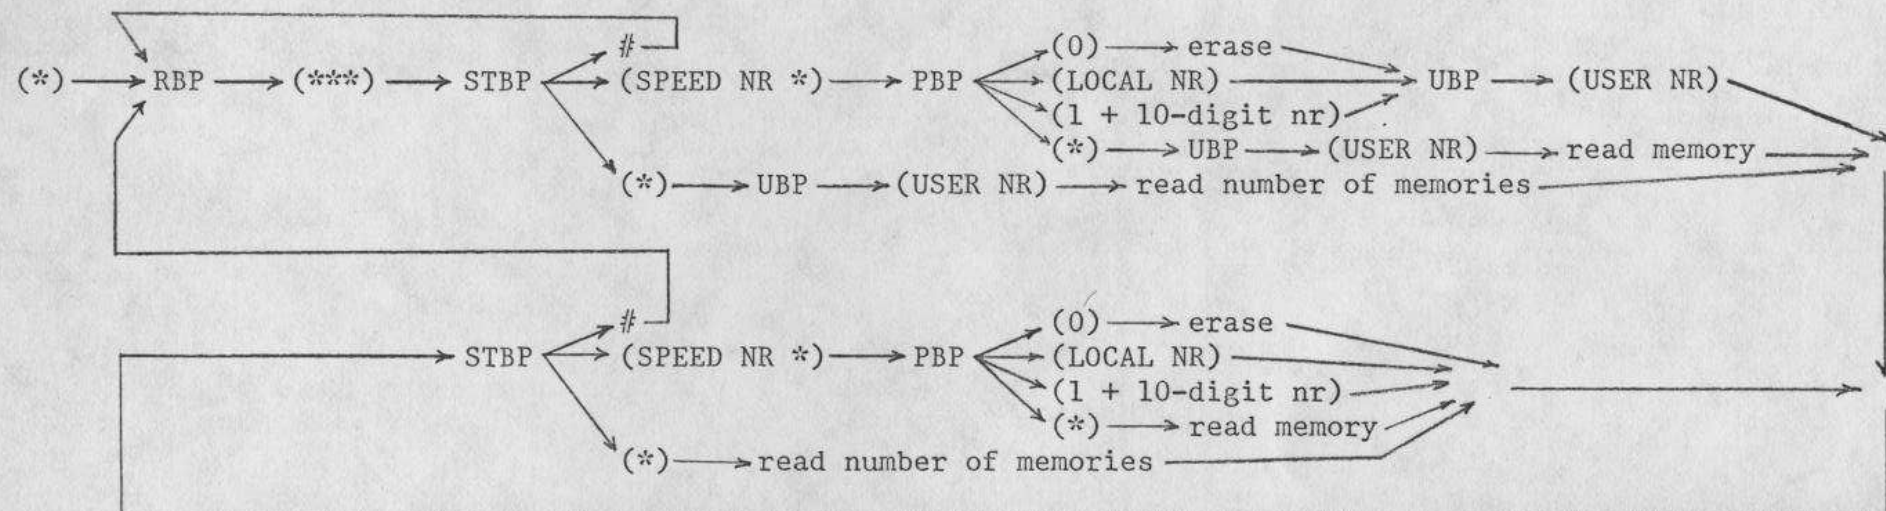 # (0) erase
(*) RBP (***) STBP (SPEED NR *) PBP (LOCAL NR) UBP (USER NR)
(1 + 10-digit nr)
(*) UBP (USER NR) read memory
(*) UBP (USER NR) read number of memories
# (0) erase
STBP (SPEED NR *) PBP (LOCAL NR)
(1 + 10-digit nr)
(*) read memory
(*) read number of memories